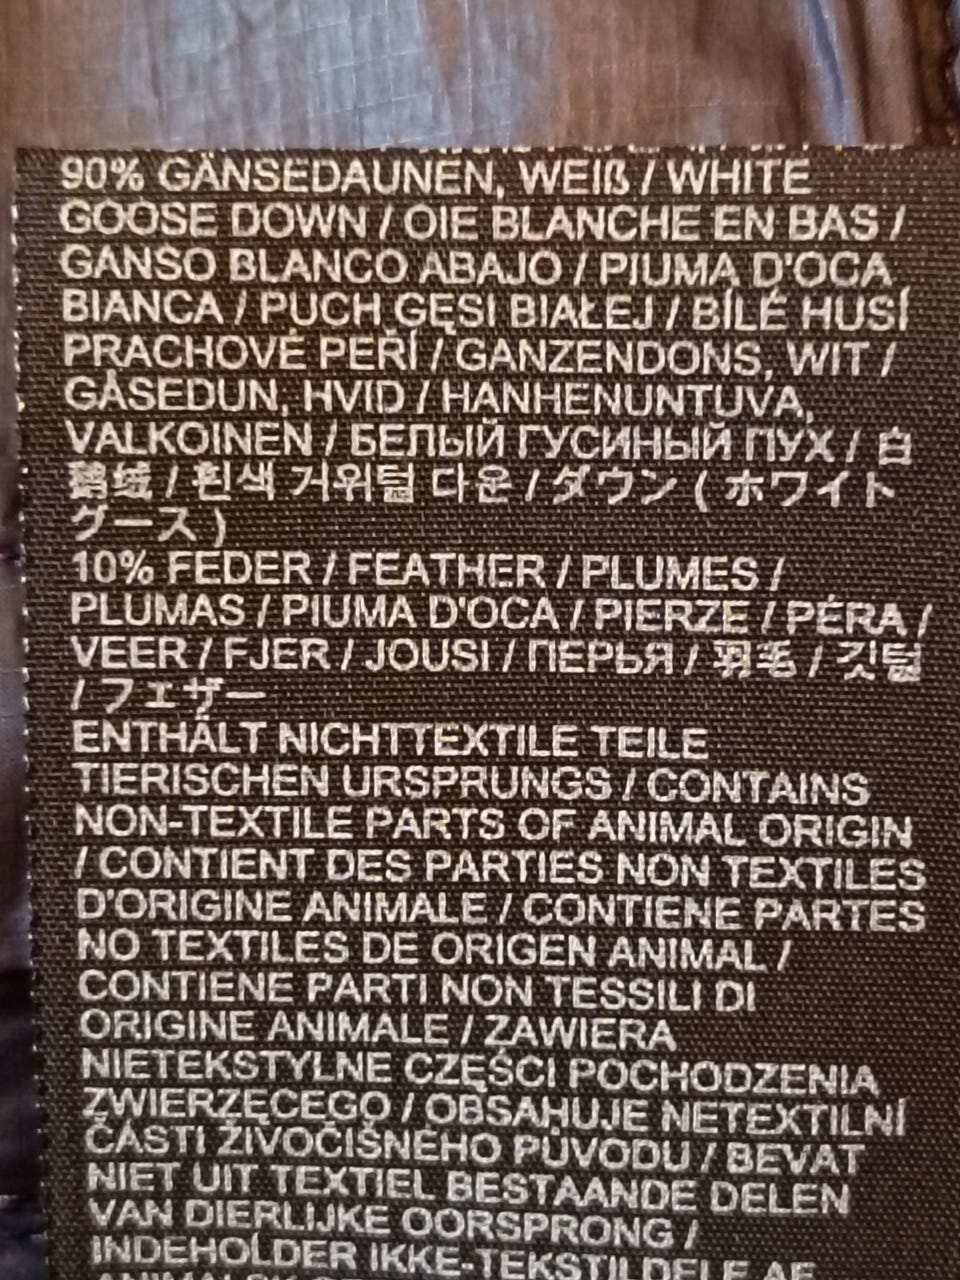 90% GÄNSEDAUNEN, WEIß / WHITE
GOOSE DOWN / OIE BLANCHE EN BAS /
GANSO BLANCO ABAJO / PIUMA D'OCA
BIANCA / PUCH GĘSI BIAŁEJ / BÍLÉ HUSÍ
PRACHOVÉ PEŘÍ / GANZENDONS, WIT /
GÅSEDUN, HVID / HANHENUNTUVA,
VALKOINEN / БЕЛЫЙ ГУСИНЫЙ ПУХ / 白
鹅绒 / 흰색 거위털 다운 / ダウン ( ホワイト
グース )
10% FEDER / FEATHER / PLUMES /
PLUMAS / PIUMA D'OCA / PIERZE / PÉRA /
VEER / FJER / JOUSI / ПЕРЬЯ / 羽毛 / 깃털
/ フェザー
ENTHÄLT NICHTTEXTILE TEILE
TIERISCHEN URSPRUNGS / CONTAINS
NON-TEXTILE PARTS OF ANIMAL ORIGIN
/ CONTIENT DES PARTIES NON TEXTILES
D'ORIGINE ANIMALE / CONTIENE PARTES
NO TEXTILES DE ORIGEN ANIMAL /
CONTIENE PARTI NON TESSILI DI
ORIGINE ANIMALE / ZAWIERA
NIETEKSTYLNE CZĘŚCI POCHODZENIA
ZWIERZĘCEGO / OBSAHUJE NETEXTILNÍ
ČÁSTI ŽIVOČIŠNÉHO PŮVODU / BEVAT
NIET UIT TEXTIEL BESTAANDE DELEN
VAN DIERLIJKE OORSPRONG /
INDEHOLDER IKKE-TEKSTILDELE AF